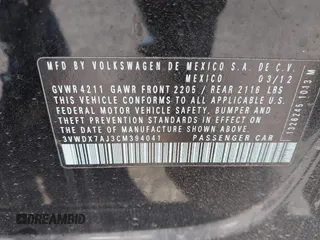 MFD. BY VOLKSWAGEN DE MEXICO S.A. DE C.V.
MEXICO 03/12
GVWR 4211 GAWR FRONT 2205 / REAR 2116 LBS
THIS VEHICLE CONFORMS TO ALL APPLICABLE U.S.
FEDERAL MOTOR VEHICLE SAFETY, BUMPER, AND
THEFT PREVENTION STANDARDS IN EFFECT ON THE
DATE OF MANUFACTURE SHOWN ABOVE.
3VWDX7AJ3CM394041 PASSENGER CAR
©DREAMBID